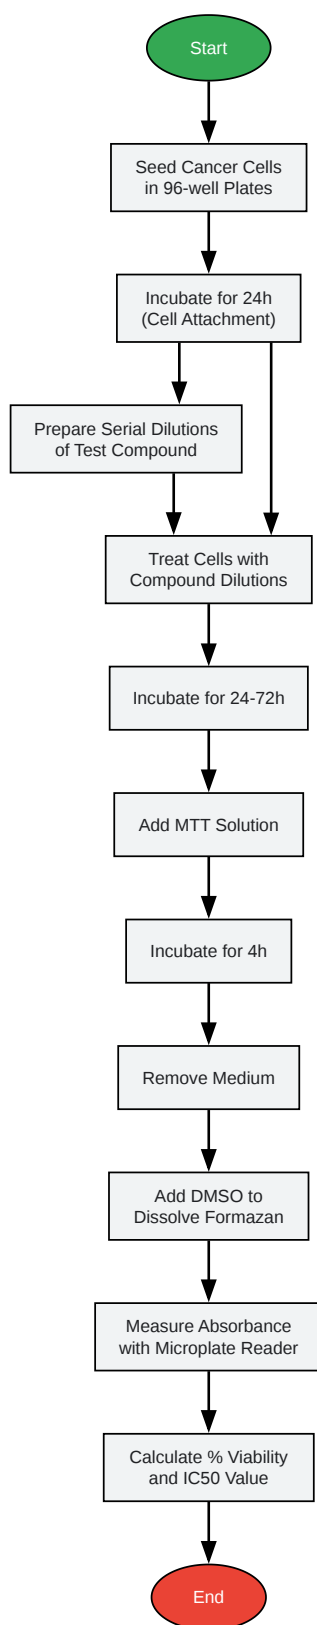 Start
Seed Cancer Cells
in 96-well Plates
Incubate for 24h
(Cell Attachment)
Prepare Serial Dilutions
of Test Compound
Treat Cells with
Compound Dilutions
Incubate for 24-72h
Add MTT Solution
Incubate for 4h
Remove Medium
Add DMSO to
Dissolve Formazan
Measure Absorbance
with Microplate Reader
Calculate % Viability
and IC50 Value
End